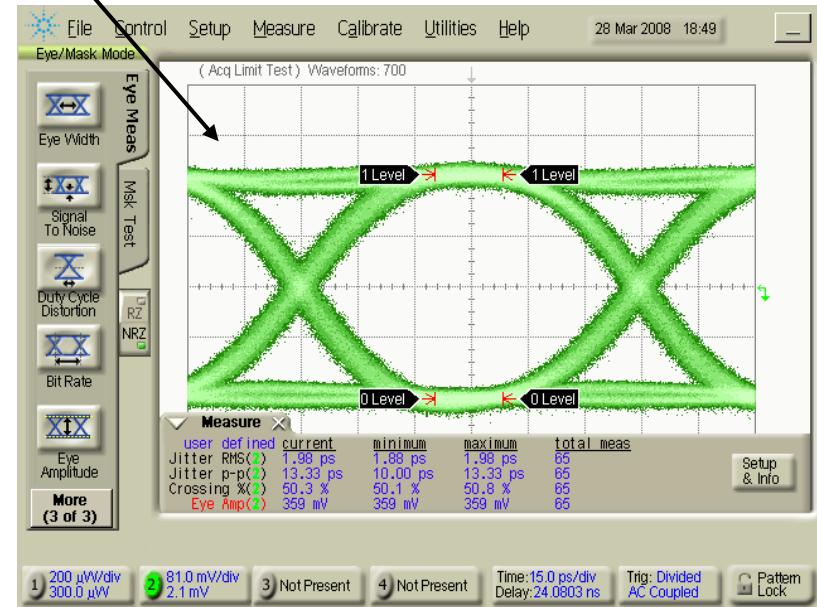 File Control Setup Measure Calibrate Utilities Help 28 Mar 2008 18:49
Eye/Mask Mode
( Acq Limit Test ) Waveforms: 700
Eye Meas
Msk Test
Eye Width
Signal
To Noise
Duty Cycle
Distortion
RZ
NRZ
Bit Rate
Eye
Amplitude
More
(3 of 3)
1 Level 1 Level
0 Level 0 Level
Measure
user defined current minimum maximum total meas
Jitter RMS(2) 1.98 ps 1.88 ps 1.98 ps 65
Jitter p-p(2) 13.33 ps 10.00 ps 13.33 ps 65
Crossing %(2) 50.3 % 50.1 % 50.8 % 65
Eye Amp(2) 359 mV 359 mV 359 mV 65
Setup
& Info
1) 200 µW/div
300.0 µW
2) 81.0 mV/div
2.1 mV
3) Not Present
4) Not Present
Time:15.0 ps/div
Delay:24.0803 ns
Trig: Divided
AC Coupled
Pattern
Lock